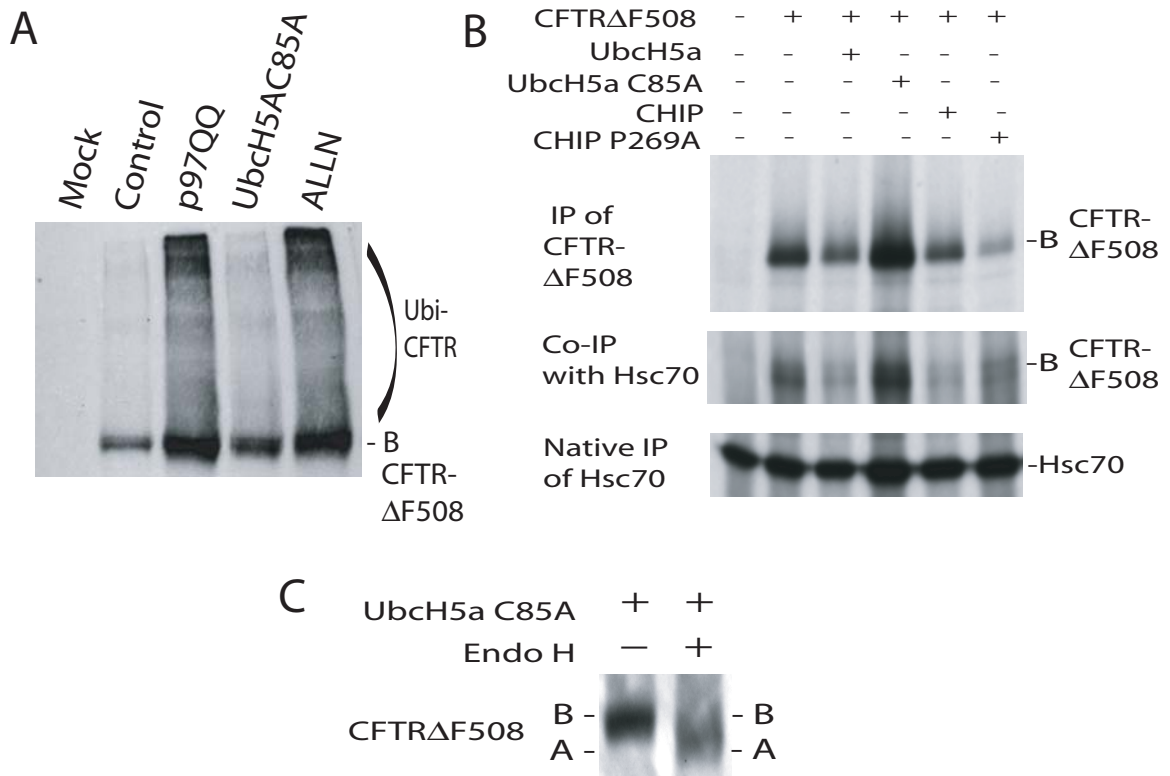 A
Mock
Control
p97QQ
UbcH5AC85A
ALLN
Ubi-
CFTR
- B
CFTR-
ΔF508
B
CFTRΔF508 - + + + + +
UbcH5a - - + - - -
UbcH5a C85A - - - + - -
CHIP - - - - + -
CHIP P269A - - - - - +
IP of
CFTR-
ΔF508
-B CFTR-
ΔF508
Co-IP
with Hsc70
-B CFTR-
ΔF508
Native IP
of Hsc70
-Hsc70
C
UbcH5a C85A + +
Endo H — +
CFTRΔF508
B - - B
A - - A